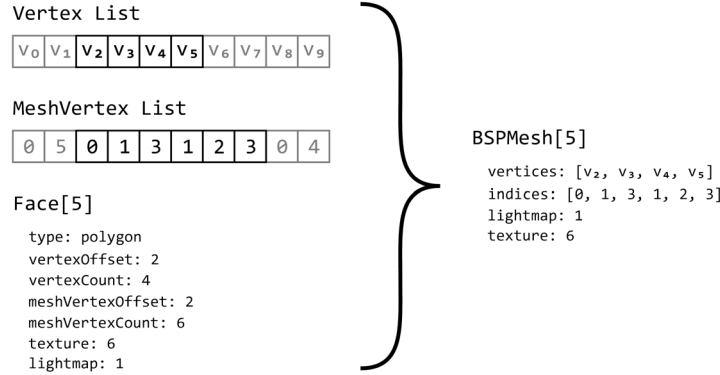 Vertex List
v₀ v₁ v₂ v₃ v₄ v₅ v₆ v₇ v₈ v₉
MeshVertex List
0 5 0 1 3 1 2 3 0 4
Face[5]
type: polygon
vertexOffset: 2
vertexCount: 4
meshVertexOffset: 2
meshVertexCount: 6
texture: 6
lightmap: 1
BSPMesh[5]
vertices: [v₂, v₃, v₄, v₅]
indices: [0, 1, 3, 1, 2, 3]
lightmap: 1
texture: 6